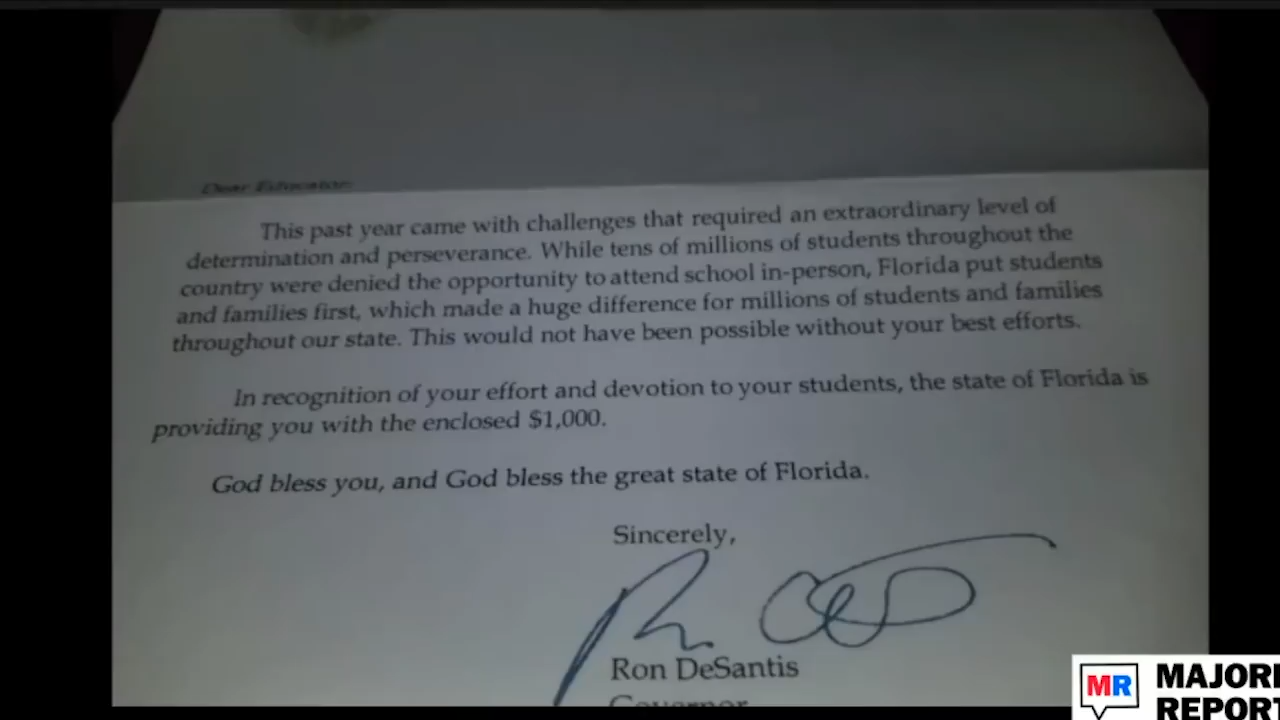 Dear Educator:
This past year came with challenges that required an extraordinary level of
determination and perseverance. While tens of millions of students throughout the
country were denied the opportunity to attend school in-person, Florida put students
and families first, which made a huge difference for millions of students and families
throughout our state. This would not have been possible without your best efforts.
In recognition of your effort and devotion to your students, the state of Florida is
providing you with the enclosed $1,000.
God bless you, and God bless the great state of Florida.
Sincerely,
Ron DeSantis
Governor
MR MAJORI
REPORT